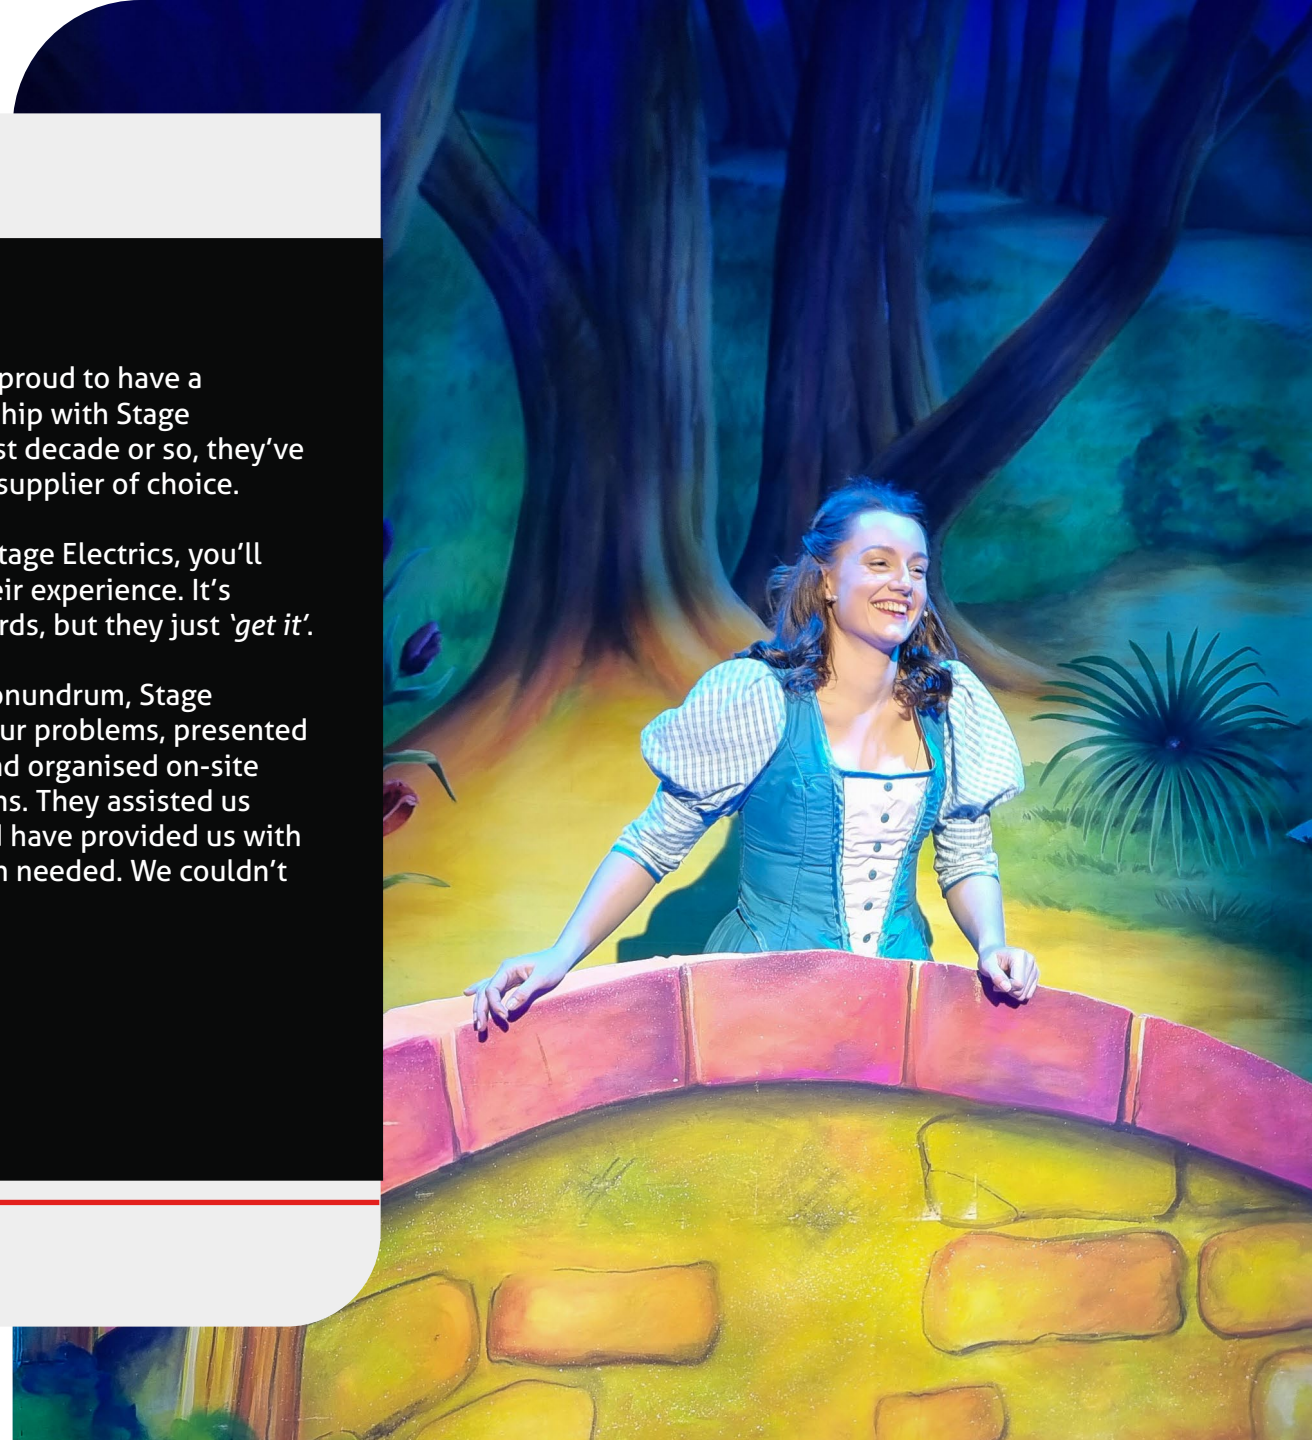 proud to have a
hip with Stage
st decade or so, they’ve
supplier of choice.
tage Electrics, you’ll
eir experience. It’s
rds, but they just ‘get it’.
onundrum, Stage
ur problems, presented
d organised on-site
ns. They assisted us
have provided us with
n needed. We couldn’t